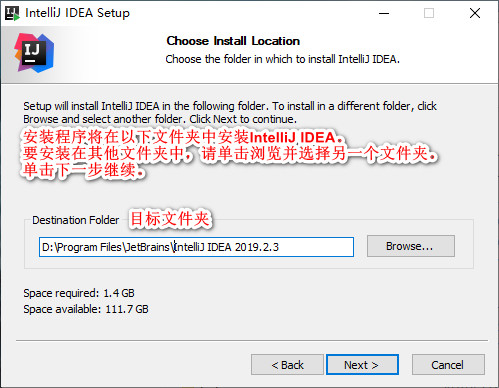 IntelliJ IDEA Setup
IJ
Choose Install Location
Choose the folder in which to install IntelliJ IDEA.
Setup will install IntelliJ IDEA in the following folder. To install in a different folder, click
Browse and select another folder. Click Next to continue.
安装程序将在以下文件夹中安装IntelliJ IDEA.
要安装在其他文件夹中，请单击浏览并选择另一个文件夹.
单击下一步继续.
Destination Folder
目标文件夹
D:\Program Files\JetBrains\IntelliJ IDEA 2019.2.3
Browse...
Space required: 1.4 GB
Space available: 111.7 GB
< Back
Next >
Cancel